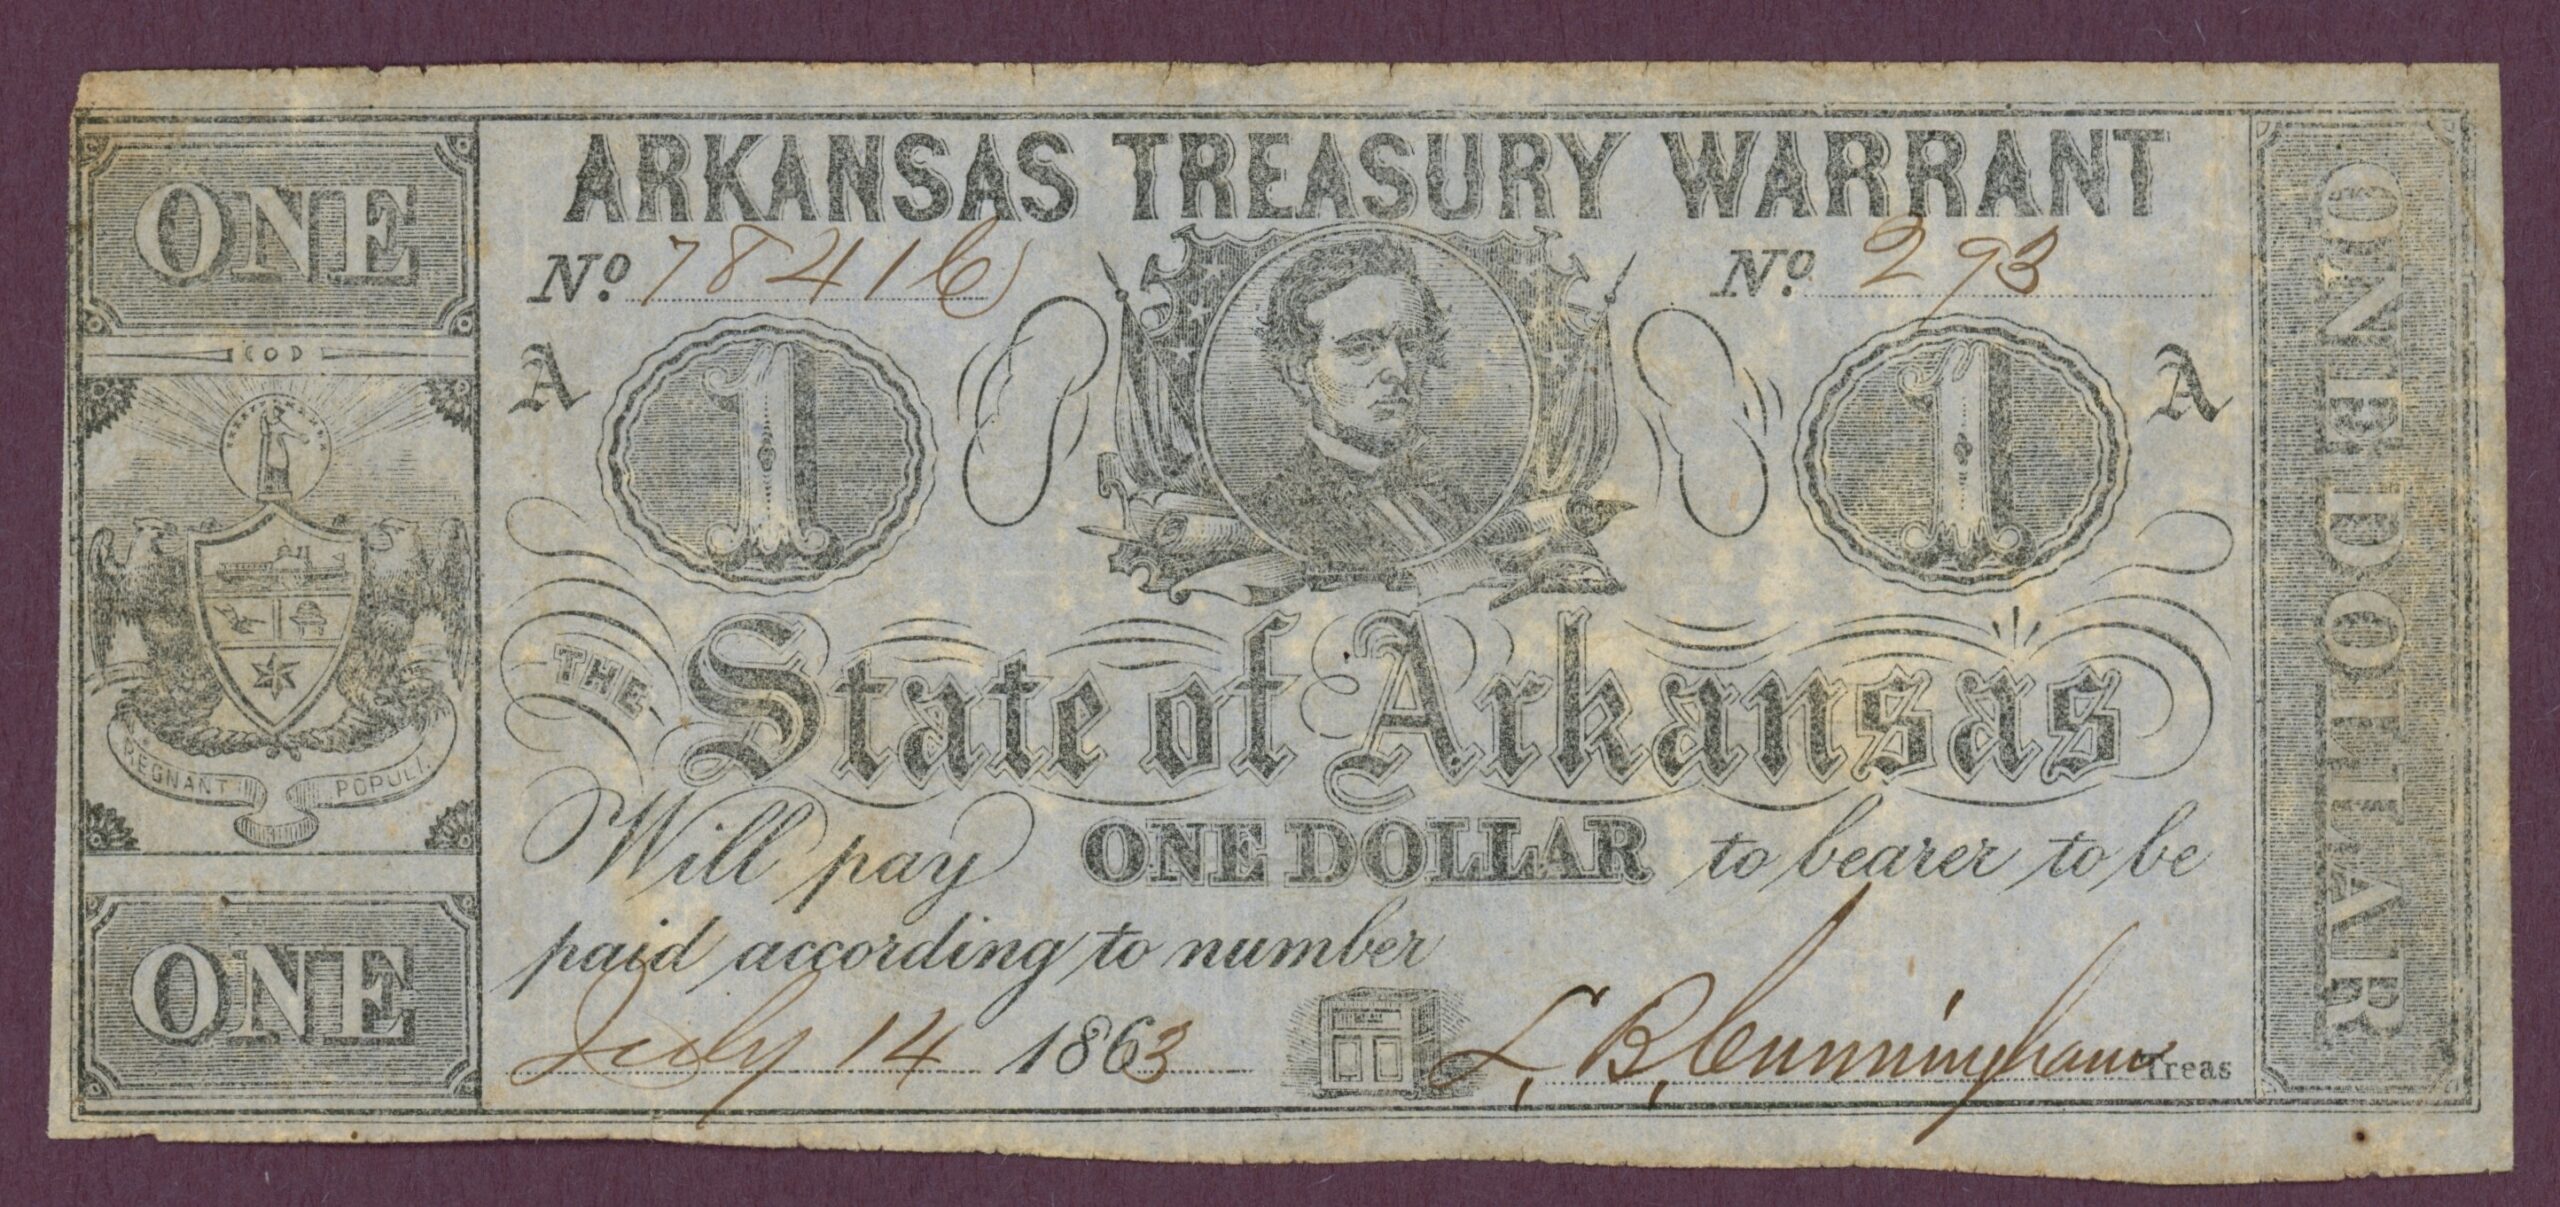 ARKANSAS TREASURY WARRANT
No. 78416
No. 293
ONE
A 1 1 A
REGNANT POPULI.
ONE
THE State of Arkansas
Will pay ONE DOLLAR to bearer to be
paid according to number
July 14 1863
L. B. Cunningham Treas
ONE DOLLAR